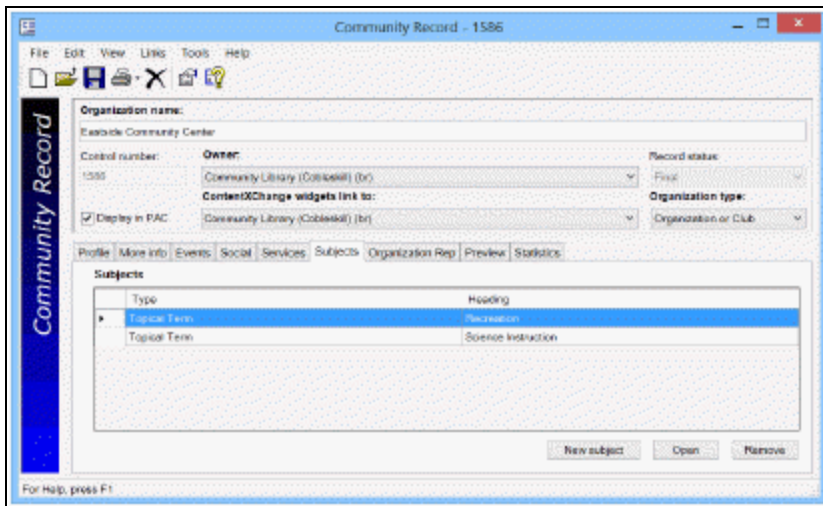 Community Record - 1586
File Edit View Links Tools Help
Community Record
Organization name:
Eastside Community Center
Control number: Owner: Record status:
1586 Community Library (Cobleskill) (br) Final
ContentXChange widgets link to: Organization type:
Display in PAC Community Library (Cobleskill) (br) Organization or Club
Profile More info Events Social Services Subjects Organization Rep Preview Statistics
Subjects
Type Heading
Topical Term Recreation
Topical Term Science Instruction
New subject Open Remove
For Help, press F1